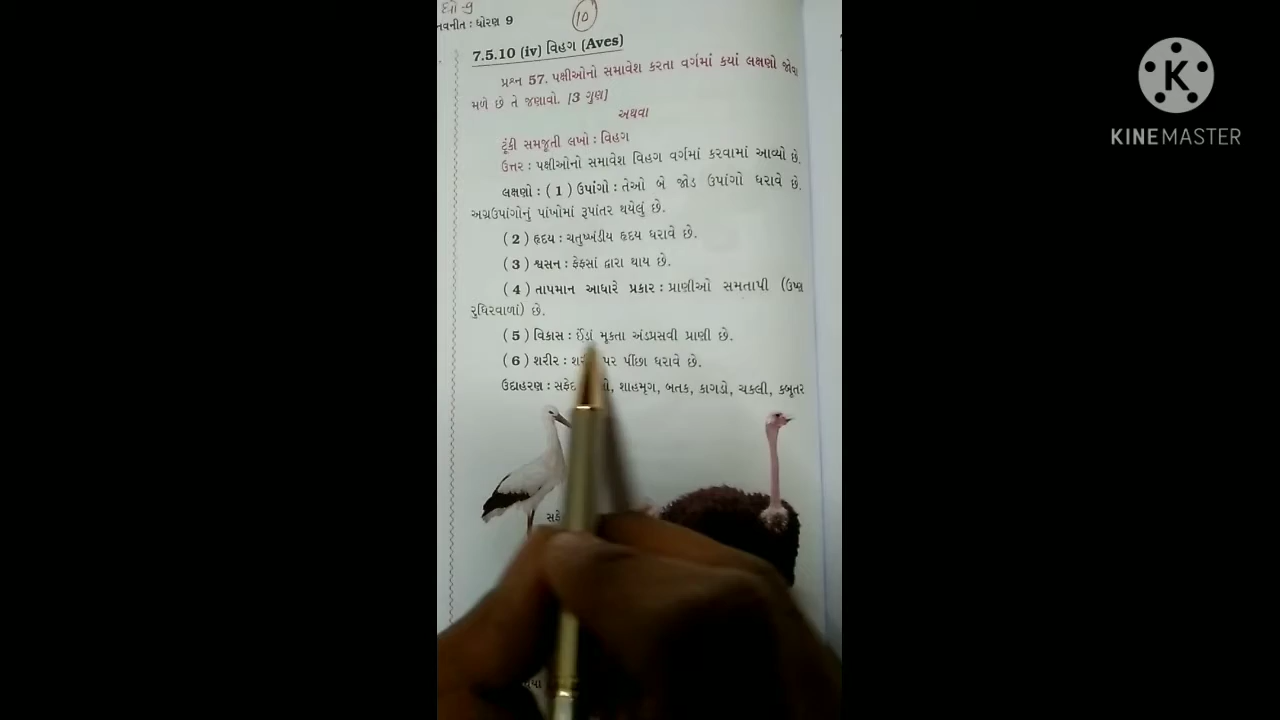 ધો-9
નવનીત : ધોરણ 9
10
7.5.10 (iv) વિહગ (Aves)
પ્રશ્ન 57. પક્ષીઓનો સમાવેશ કરતા વર્ગમાં કયાં લક્ષણો જોવા
મળે છે તે જણાવો. [3 ગુણ]
અથવા
ટૂંકી સમજૂતી લખો : વિહગ
ઉત્તર : પક્ષીઓનો સમાવેશ વિહગ વર્ગમાં કરવામાં આવ્યો છે.
લક્ષણો : ( 1 ) ઉપાંગો : તેઓ બે જોડ ઉપાંગો ધરાવે છે.
અગ્રઉપાંગોનું પાંખોમાં રૂપાંતર થયેલું છે.
( 2 ) હૃદય : ચતુષ્ખંડીય હૃદય ધરાવે છે.
( 3 ) શ્વસન : ફેફસાં દ્વારા થાય છે.
( 4 ) તાપમાન આધારે પ્રકાર : પ્રાણીઓ સમતાપી (ઉષ્ણ
રુધિરવાળાં) છે.
( 5 ) વિકાસ : ઈંડાં મૂકતા અંડપ્રસવી પ્રાણી છે.
( 6 ) શરીર : પર પીંછા ધરાવે છે.
ઉદાહરણ : સફેદ શાહમૃગ, બતક, કાગડો, ચકલી, કબૂતર
KINEMASTER